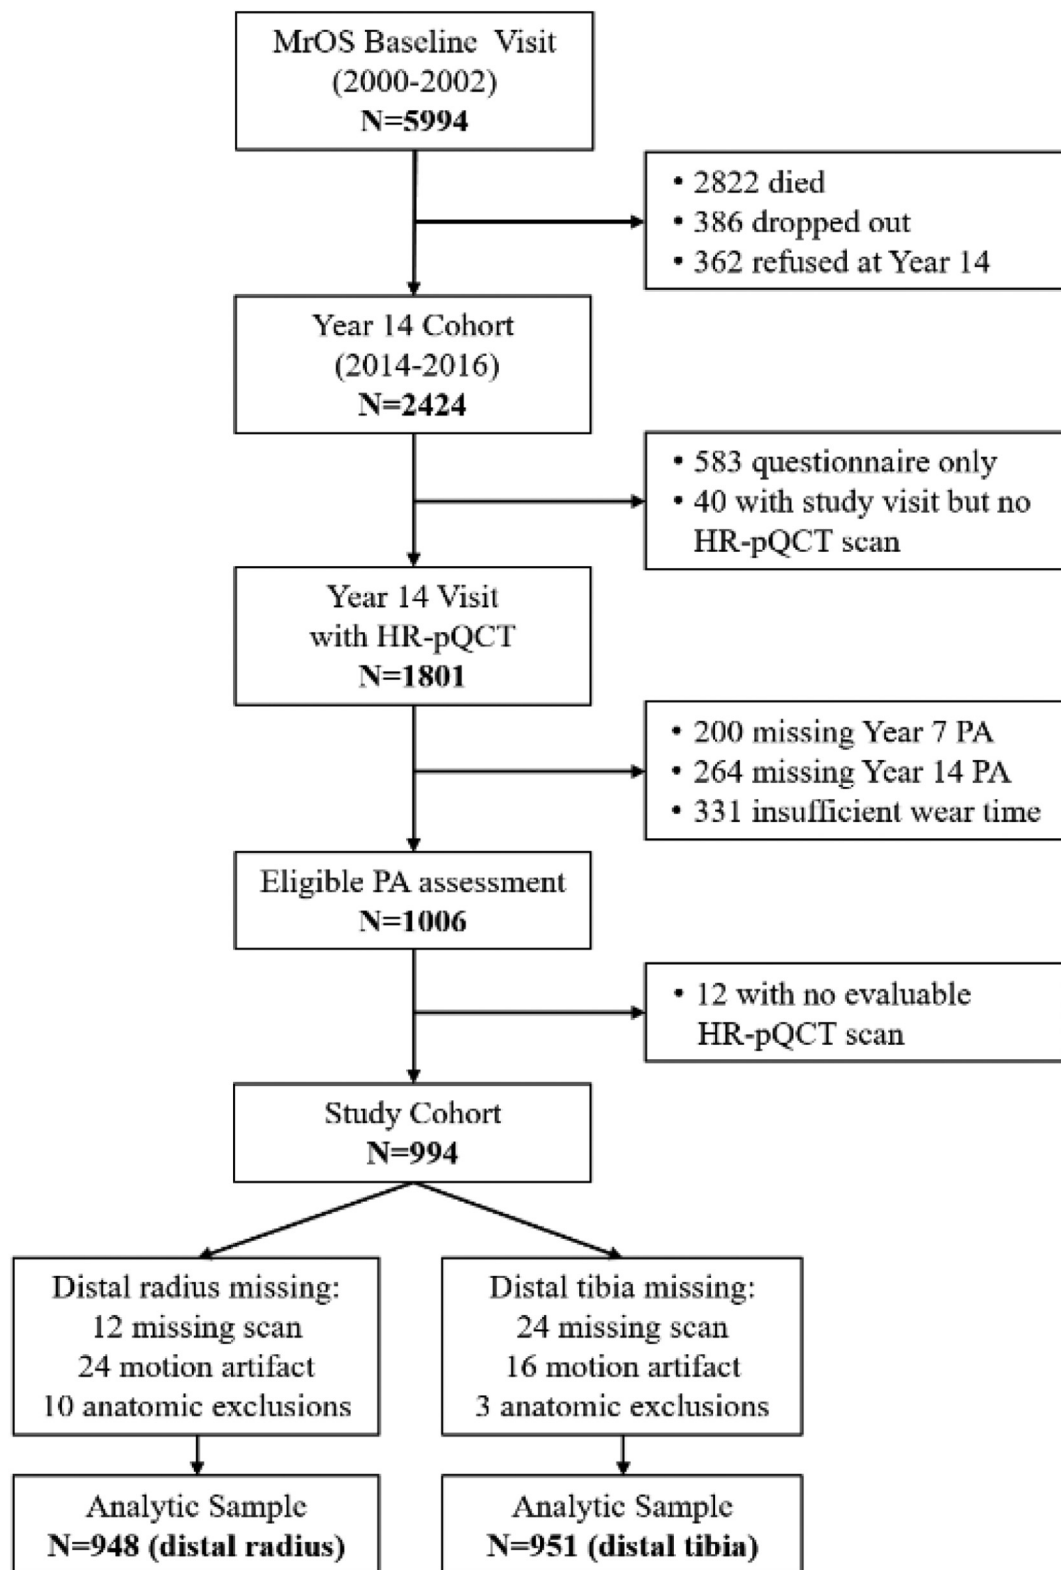 MrOS Baseline Visit
(2000-2002)
N=5994
• 2822 died
• 386 dropped out
• 362 refused at Year 14
Year 14 Cohort
(2014-2016)
N=2424
• 583 questionnaire only
• 40 with study visit but no
HR-pQCT scan
Year 14 Visit
with HR-pQCT
N=1801
• 200 missing Year 7 PA
• 264 missing Year 14 PA
• 331 insufficient wear time
Eligible PA assessment
N=1006
• 12 with no evaluable
HR-pQCT scan
Study Cohort
N=994
Distal radius missing:
12 missing scan
24 motion artifact
10 anatomic exclusions
Distal tibia missing:
24 missing scan
16 motion artifact
3 anatomic exclusions
Analytic Sample
N=948 (distal radius)
Analytic Sample
N=951 (distal tibia)